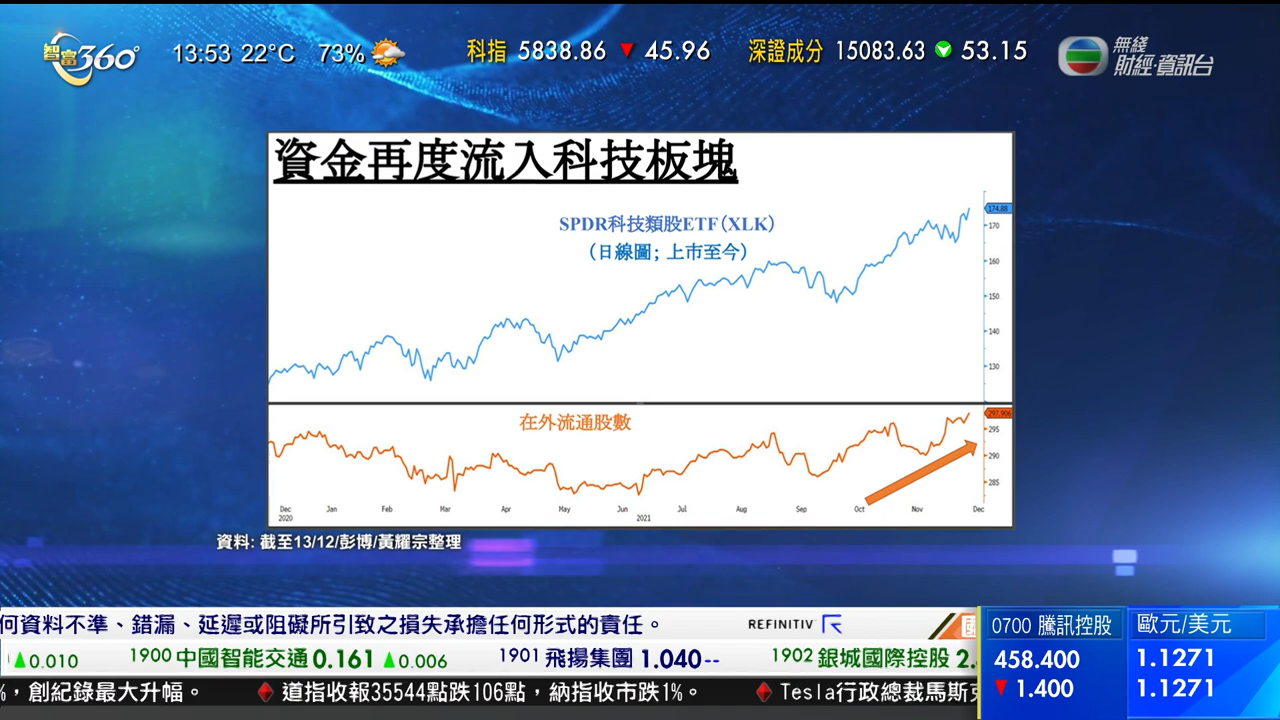 智富360°
13:53 22°C 73%
科指 5838.86 ▼ 45.96 深證成分 15083.63 53.15
無綫
財經·資訊台
資金再度流入科技板塊
SPDR科技類股ETF(XLK)
(日線圖; 上市至今)
174.88
170
160
150
140
130
在外流通股數
297.906
295
290
285
Dec Jan Feb Mar Apr May Jun Jul Aug Sep Oct Nov Dec
2020 2021
資料: 截至13/12/彭博/黃耀宗整理
何資料不準、錯漏、延遲或阻礙所引致之損失承擔任何形式的責任。 REFINITIV
▲0.010 1900 中國智能交通 0.161 ▲0.006 1901 飛揚集團 1.040-- 1902 銀城國際控股 2.
%，創紀錄最大升幅。 ◆ 道指收報35544點跌106點，納指收市跌1%。 ◆ Tesla行政總裁馬斯克
0700 騰訊控股
458.400
▼ 1.400
歐元/美元
1.1271
1.1271